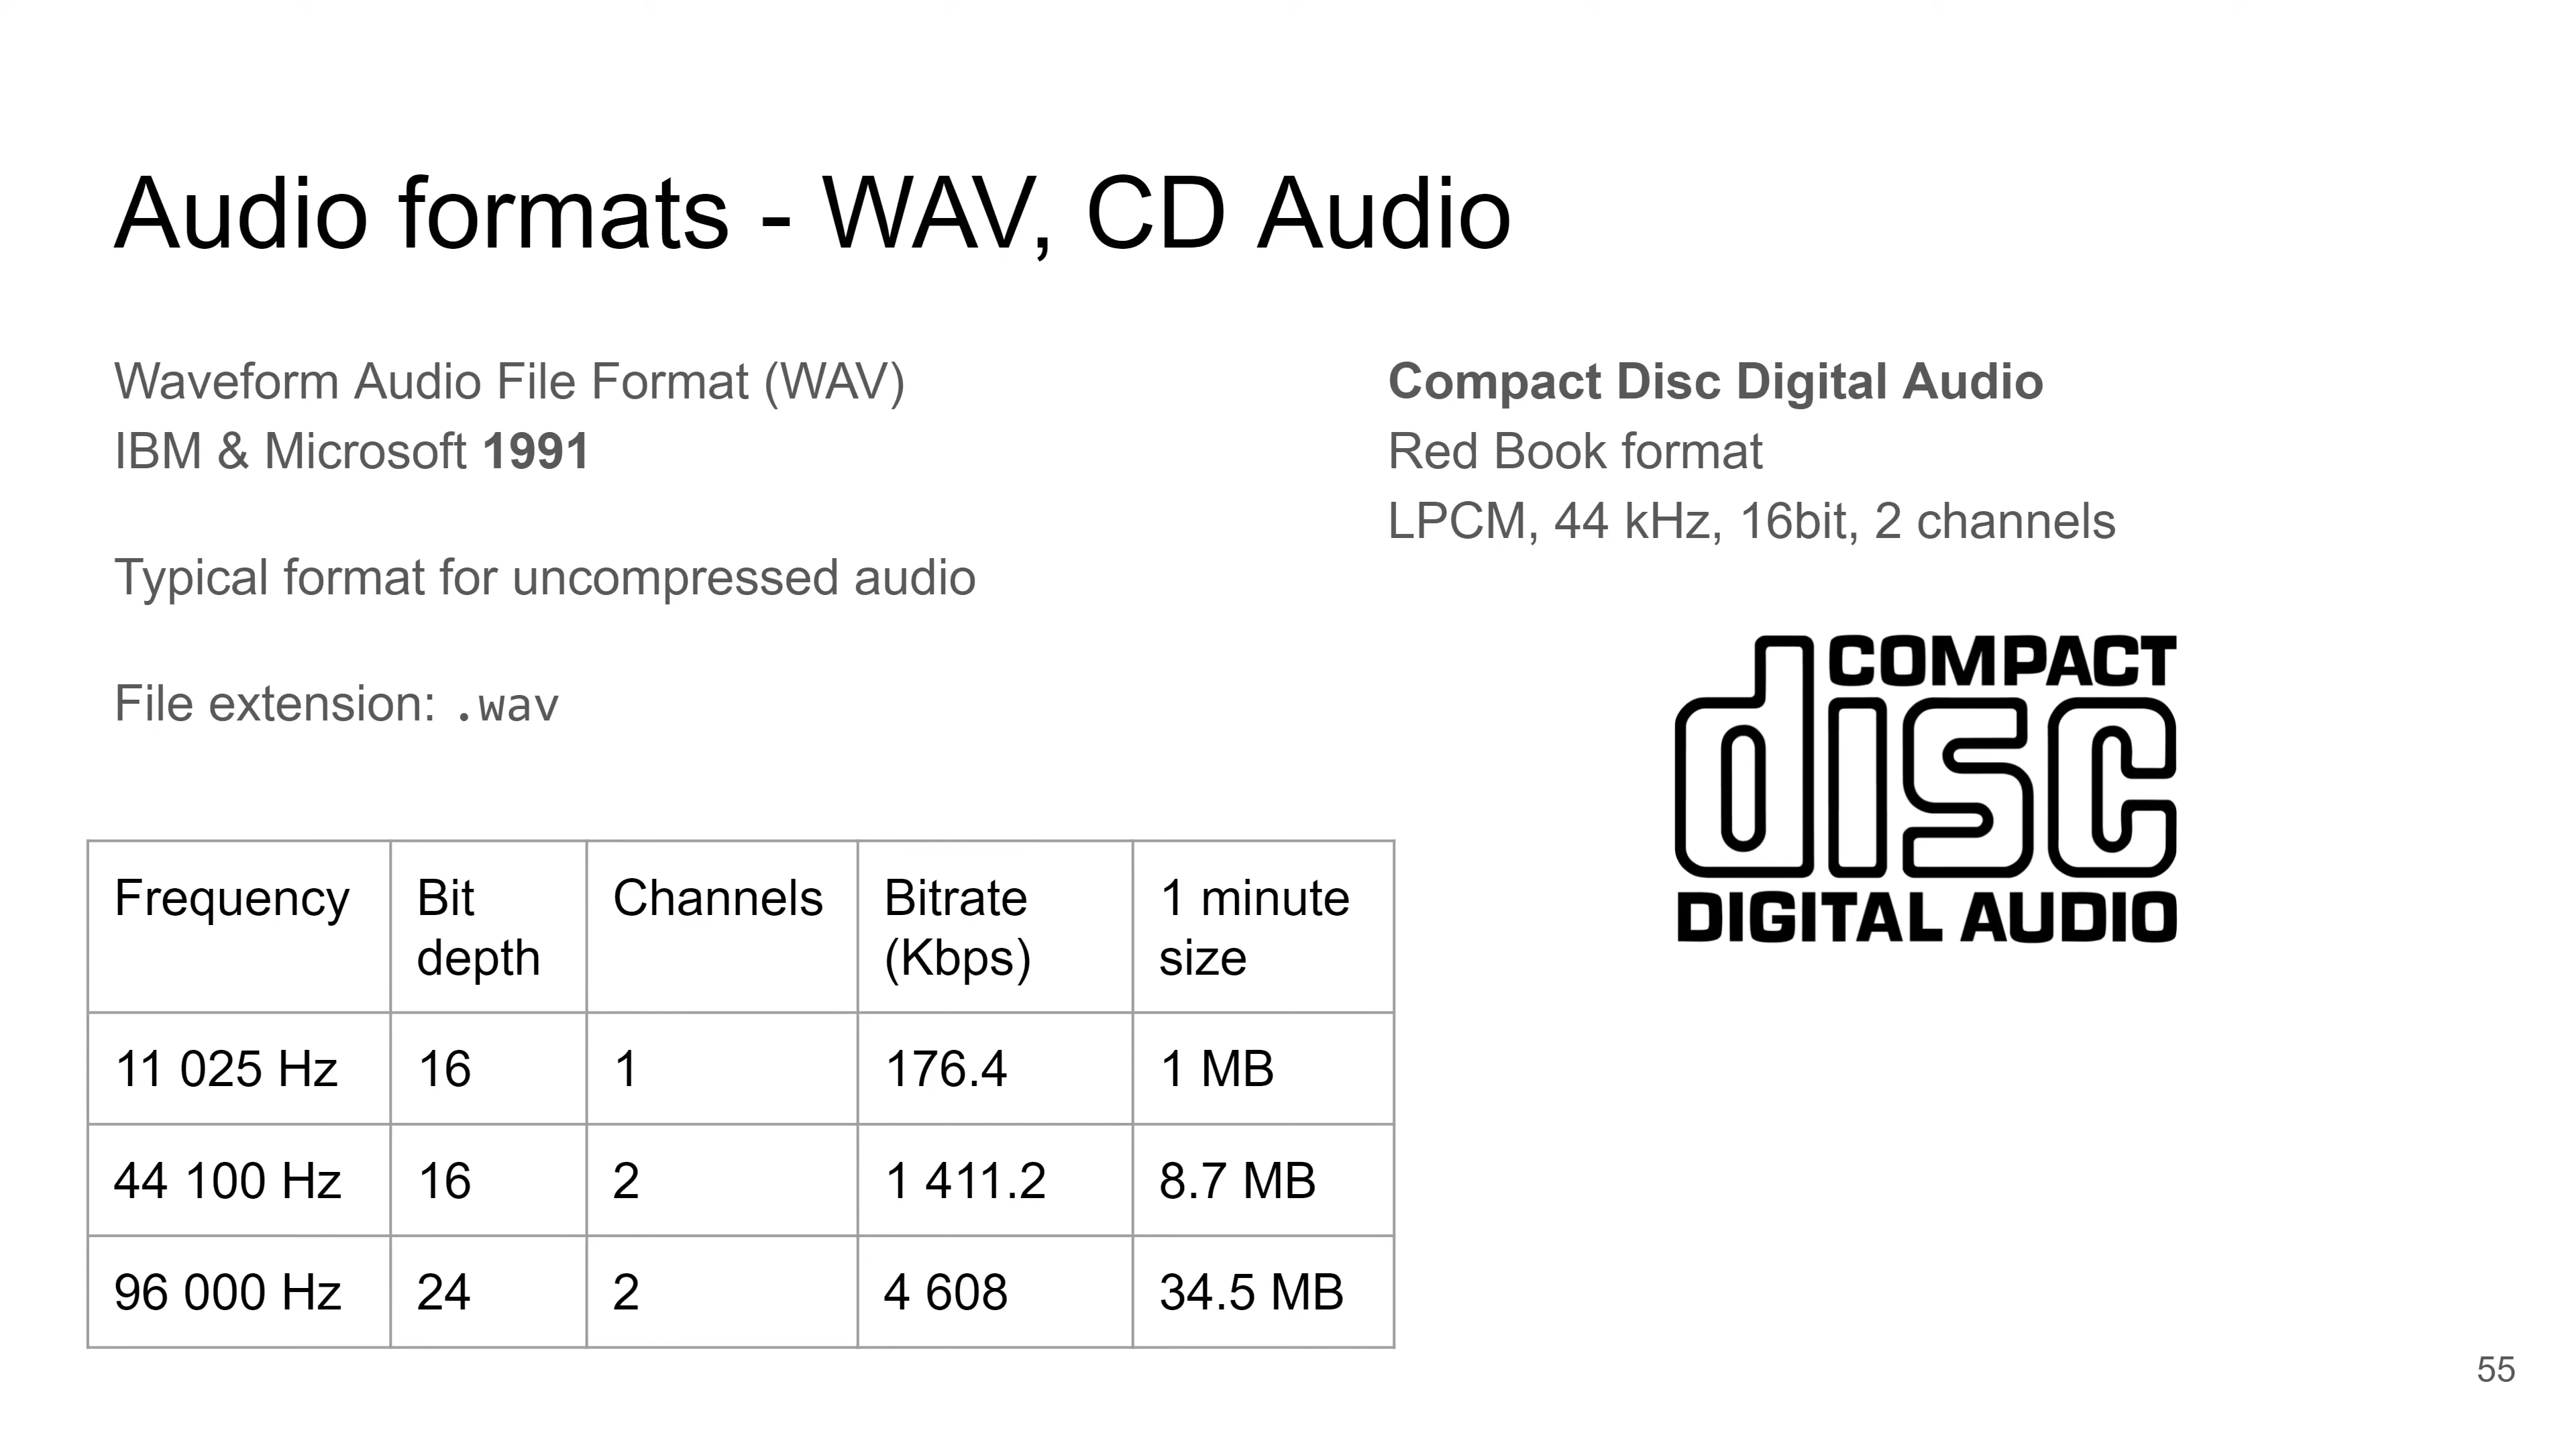 Audio formats - WAV, CD Audio
Waveform Audio File Format (WAV)
IBM & Microsoft 1991
Typical format for uncompressed audio
File extension: .wav
Compact Disc Digital Audio
Red Book format
LPCM, 44 kHz, 16bit, 2 channels
COMPACT
disc
DIGITAL AUDIO
Frequency Bit depth Channels Bitrate (Kbps) 1 minute size
11 025 Hz 16 1 176.4 1 MB
44 100 Hz 16 2 1 411.2 8.7 MB
96 000 Hz 24 2 4 608 34.5 MB
55